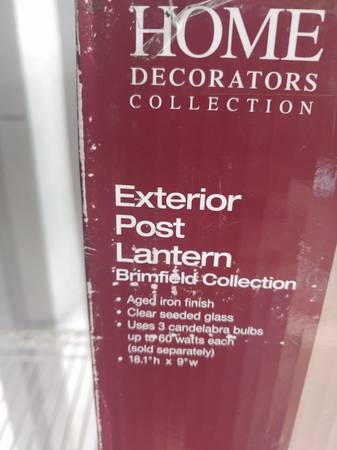 HOME
DECORATORS
COLLECTION
Exterior
Post
Lantern
Brimfield Collection
• Aged iron finish
• Clear seeded glass
• Uses 3 candelabra bulbs
up to 60 watts each
(sold separately)
• 18.1"h x 9"w